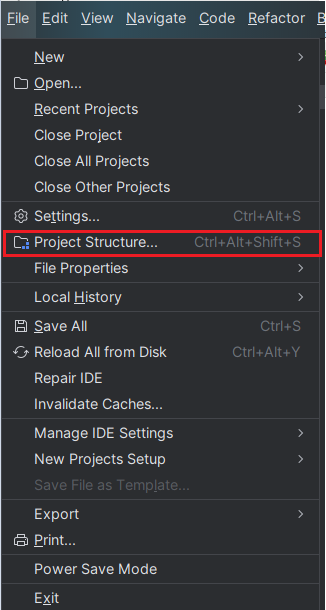 File Edit View Navigate Code Refactor B
New
Open...
Recent Projects
Close Project
Close All Projects
Close Other Projects
Settings... Ctrl+Alt+S
Project Structure... Ctrl+Alt+Shift+S
File Properties
Local History
Save All Ctrl+S
Reload All from Disk Ctrl+Alt+Y
Repair IDE
Invalidate Caches...
Manage IDE Settings
New Projects Setup
Save File as Template...
Export
Print...
Power Save Mode
Exit